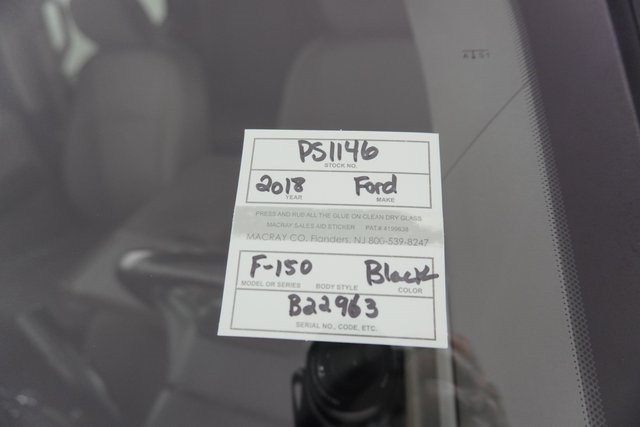 PS1146
STOCK NO.
2018 Ford
YEAR MAKE
PRESS AND RUB ALL THE GLUE ON CLEAN DRY GLASS
MACRAY SALES AID STICKER PAT# 4199638
MACRAY CO. Flanders, NJ 800-539-8247
F-150 Black
MODEL OR SERIES BODY STYLE COLOR
B22963
SERIAL NO., CODE, ETC.